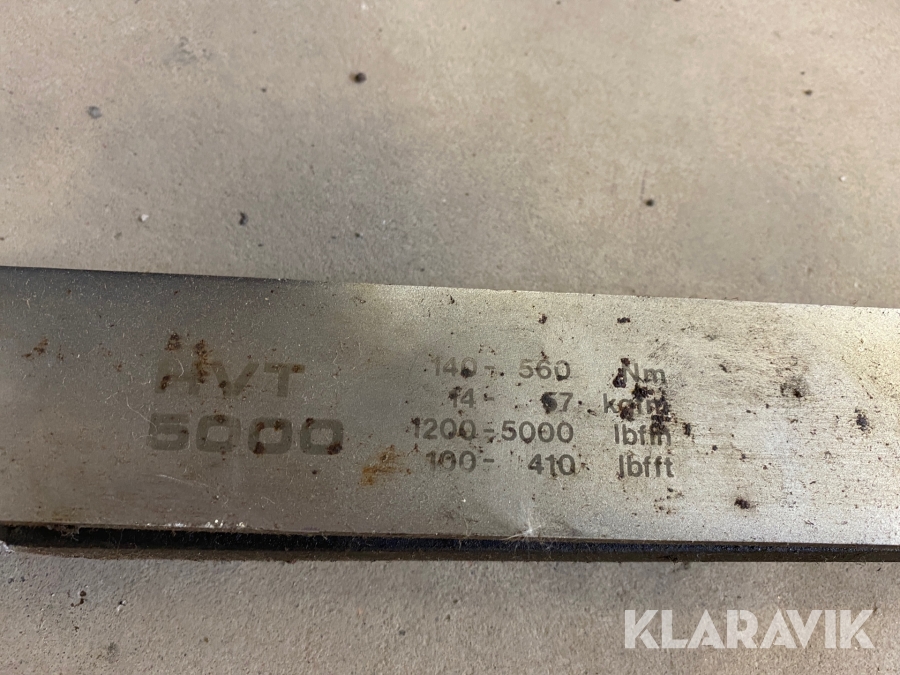 HVT
5000
140 - 560 Nm
14 - 57 kgfm
1200 - 5000 lbfin
100 - 410 lbfft
KLARAVIK